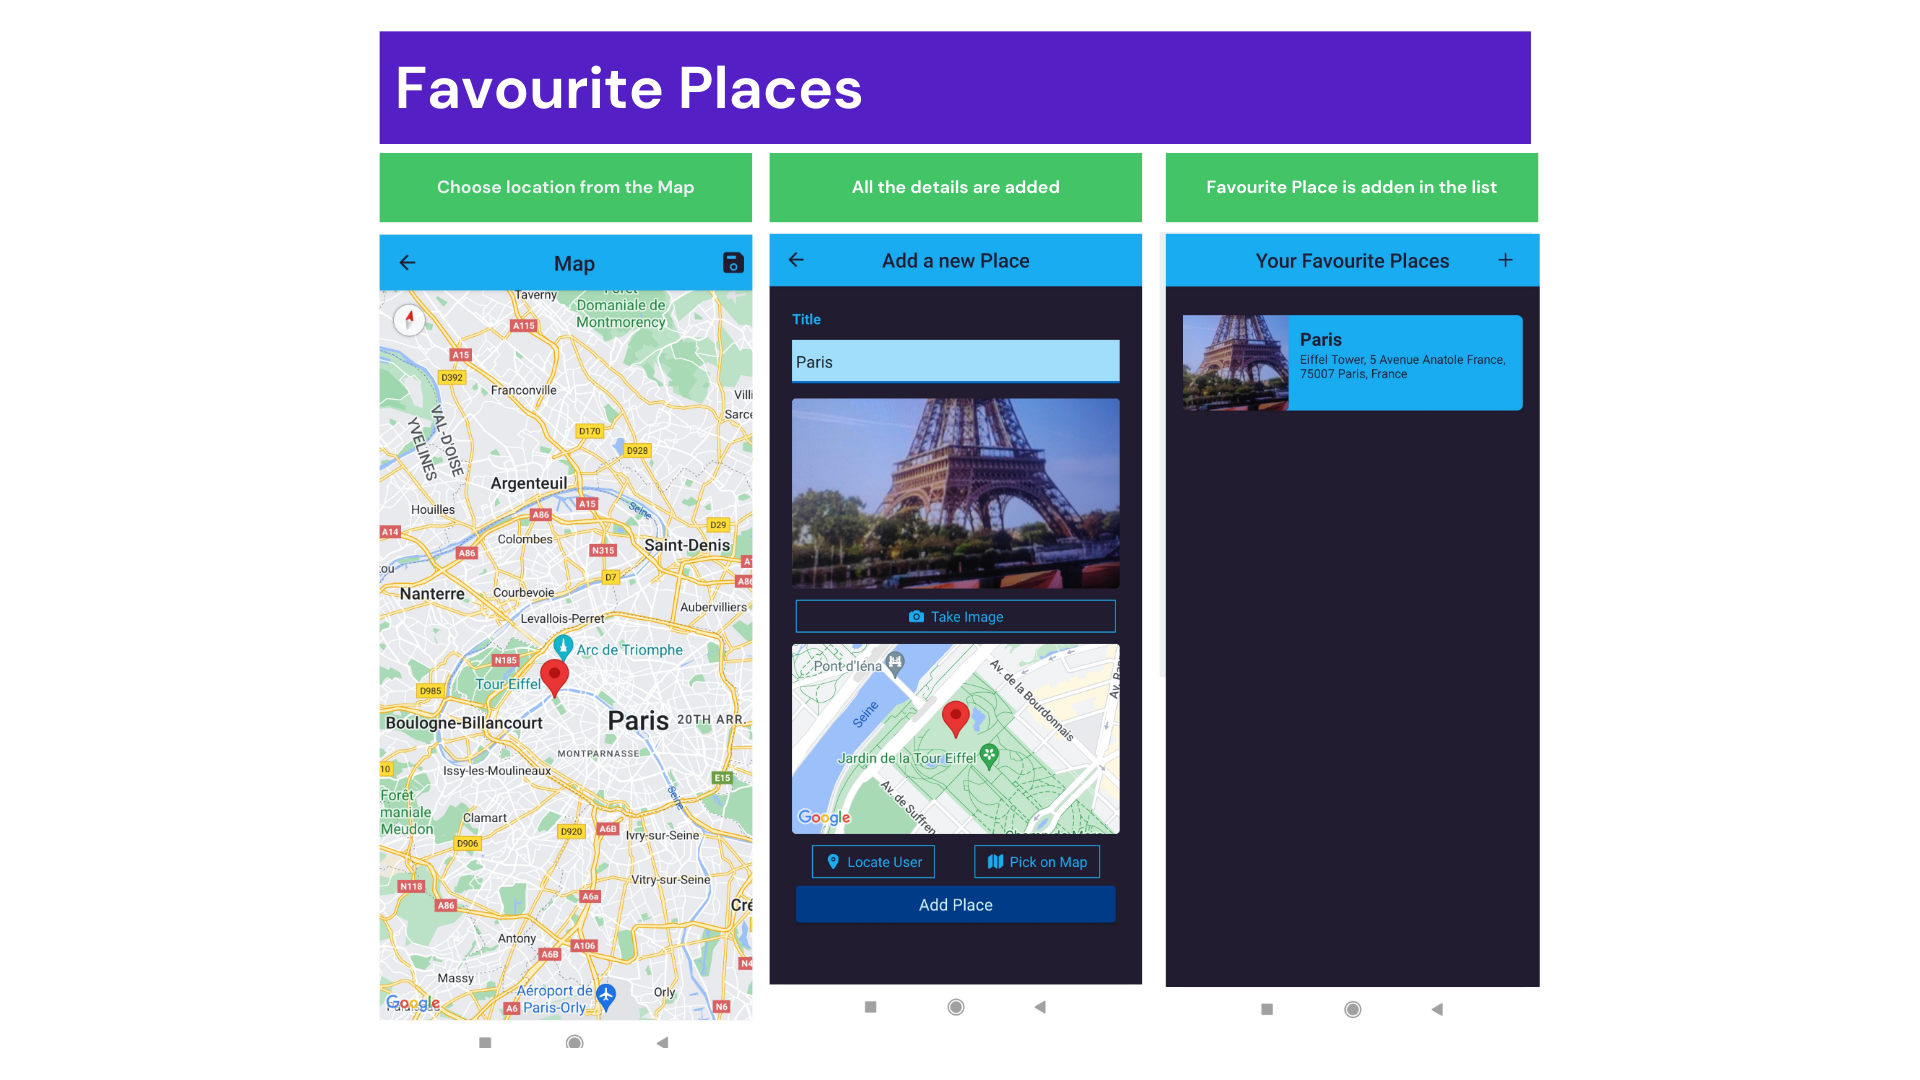 Favourite Places
Choose location from the Map
All the details are added
Favourite Place is adden in the list
Map
Taverny
Domaniale de
Montmorency
A115
A15
D392
Franconville
Villi
Sarce
VAL-D'OISE
YVELINES
D170
D928
Argenteuil
Houilles
A15
A86
Seine
D29
A14
Colombes
Saint-Denis
A86
N315
ou
D7
A86
Nanterre
Courbevoie
Aubervilliers
Levallois-Perret
Arc de Triomphe
N185
Tour Eiffel
D985
Boulogne-Billancourt
Paris
20TH ARR.
MONTPARNASSE
10
Issy-les-Moulineaux
E15
Forêt
maniale
Meudon
Seine
Clamart
D920
A6B
Ivry-sur-Seine
D906
Vitry-sur-Seine
N118
A6a
A86
Cré
Antony
A106
A6B
N4
Massy
Aéroport de
Paris-Orly
Orly
Google
A6
N6
Add a new Place
Title
Paris
Take Image
Pont d'Iéna
Av. de la Bourdonnais
Seine
Jardin de la Tour Eiffel
Av. de Suffren
Google
Locate User
Pick on Map
Add Place
Your Favourite Places
Paris
Eiffel Tower, 5 Avenue Anatole France,
75007 Paris, France